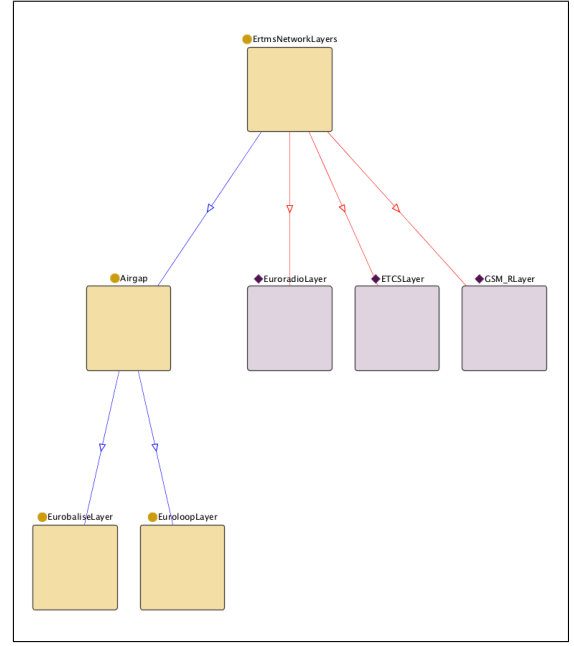 ErtmsNetworkLayers
Airgap
EuroradioLayer
ETCSLayer
GSM_RLayer
EurobaliseLayer
EuroloopLayer